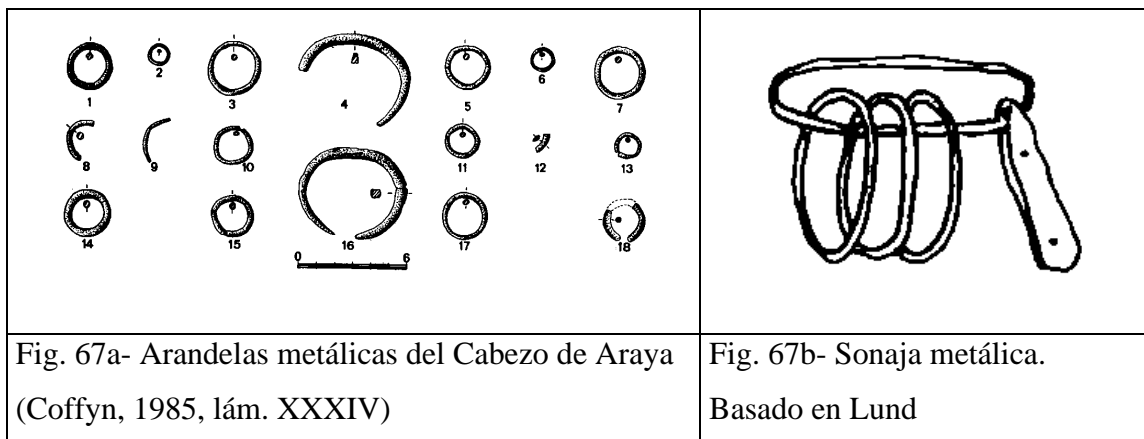 1 2 3 4 5 6 7
8 9 10 11 12 13
14 15 16 17 18
0 6
Fig. 67a- Arandelas metálicas del Cabezo de Araya
(Coffyn, 1985, lám. XXXIV)
Fig. 67b- Sonaja metálica.
Basado en Lund